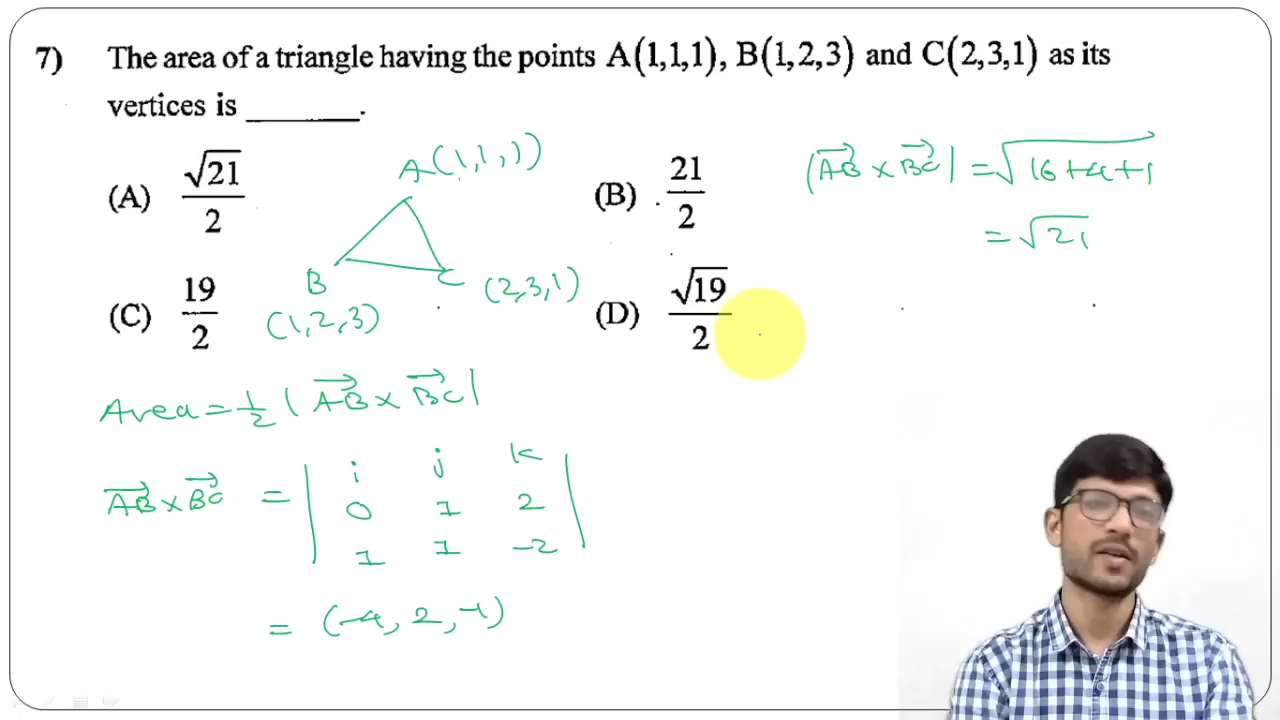 7) The area of a triangle having the points A(1,1,1), B(1,2,3) and C(2,3,1) as its
vertices is ______.
(A) √21/2
(B) 21/2
(C) 19/2
(D) √19/2
A(1,1,1)
B
(1,2,3)
C (2,3,1)
Area = 1/2 |AB⃗ × BC⃗|
AB⃗ × BC⃗ = | i j k |
| 0 1 2 |
| 1 1 -2 |
= (-4, 2, -1)
|AB⃗ × BC⃗| = √16+4+1
= √21